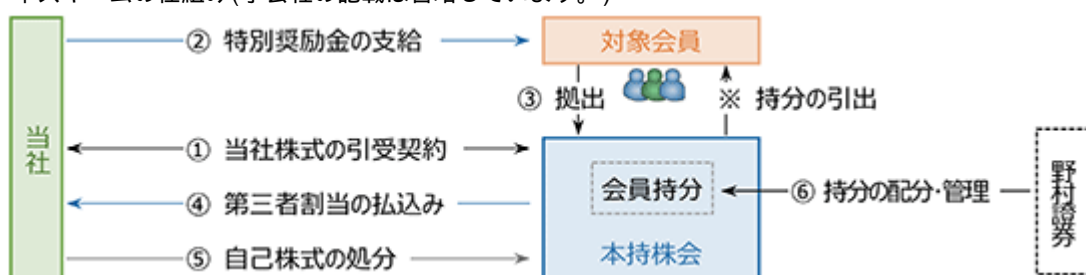 ② 特別奨励金の支給
対象会員
③ 拠出
※ 持分の引出
当社
① 当社株式の引受契約
会員持分
⑥ 持分の配分・管理
野村證券
④ 第三者割当の払込み
本持株会
⑤ 自己株式の処分